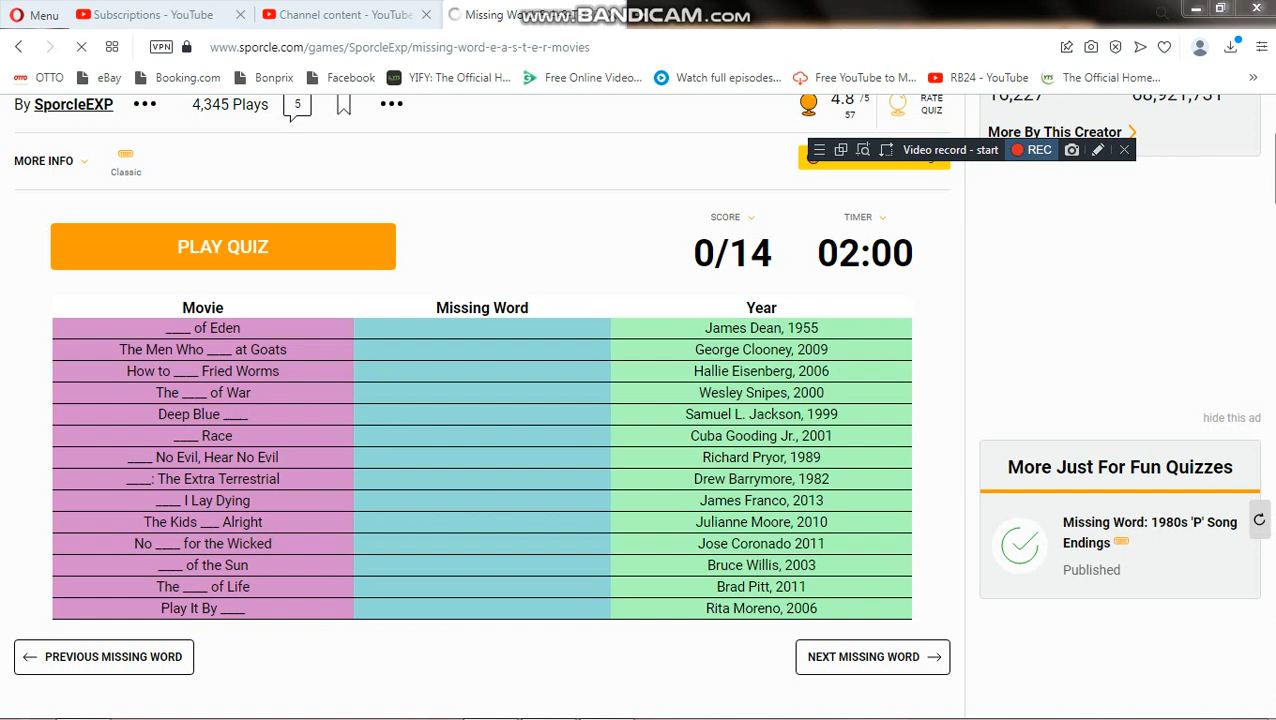 Menu
Subscriptions - YouTube
Channel content - YouTube
Missing Wo
www.BANDICAM.com
VPN
www.sporcle.com/games/SporcleExp/missing-word-e-a-s-t-e-r-movies
OTTO
eBay
Booking.com
Bonprix
Facebook
YIFY: The Official H...
Free Online Video...
Watch full episodes...
Free YouTube to M...
RB24 - YouTube
The Official Home...
By SporcleEXP
4,345 Plays
5
4.8 /5
57
RATE
QUIZ
16,227
68,921,731
More By This Creator
Video record - start
REC
MORE INFO
Classic
PLAY QUIZ
SCORE
0/14
TIMER
02:00
Movie Missing Word Year
____ of Eden James Dean, 1955
The Men Who ____ at Goats George Clooney, 2009
How to ____ Fried Worms Hallie Eisenberg, 2006
The ____ of War Wesley Snipes, 2000
Deep Blue ____ Samuel L. Jackson, 1999
____ Race Cuba Gooding Jr., 2001
____ No Evil, Hear No Evil Richard Pryor, 1989
____: The Extra Terrestrial Drew Barrymore, 1982
____ I Lay Dying James Franco, 2013
The Kids ___ Alright Julianne Moore, 2010
No ____ for the Wicked Jose Coronado 2011
____ of the Sun Bruce Willis, 2003
The ____ of Life Brad Pitt, 2011
Play It By ____ Rita Moreno, 2006
PREVIOUS MISSING WORD
NEXT MISSING WORD
hide this ad
More Just For Fun Quizzes
Missing Word: 1980s 'P' Song
Endings
Published